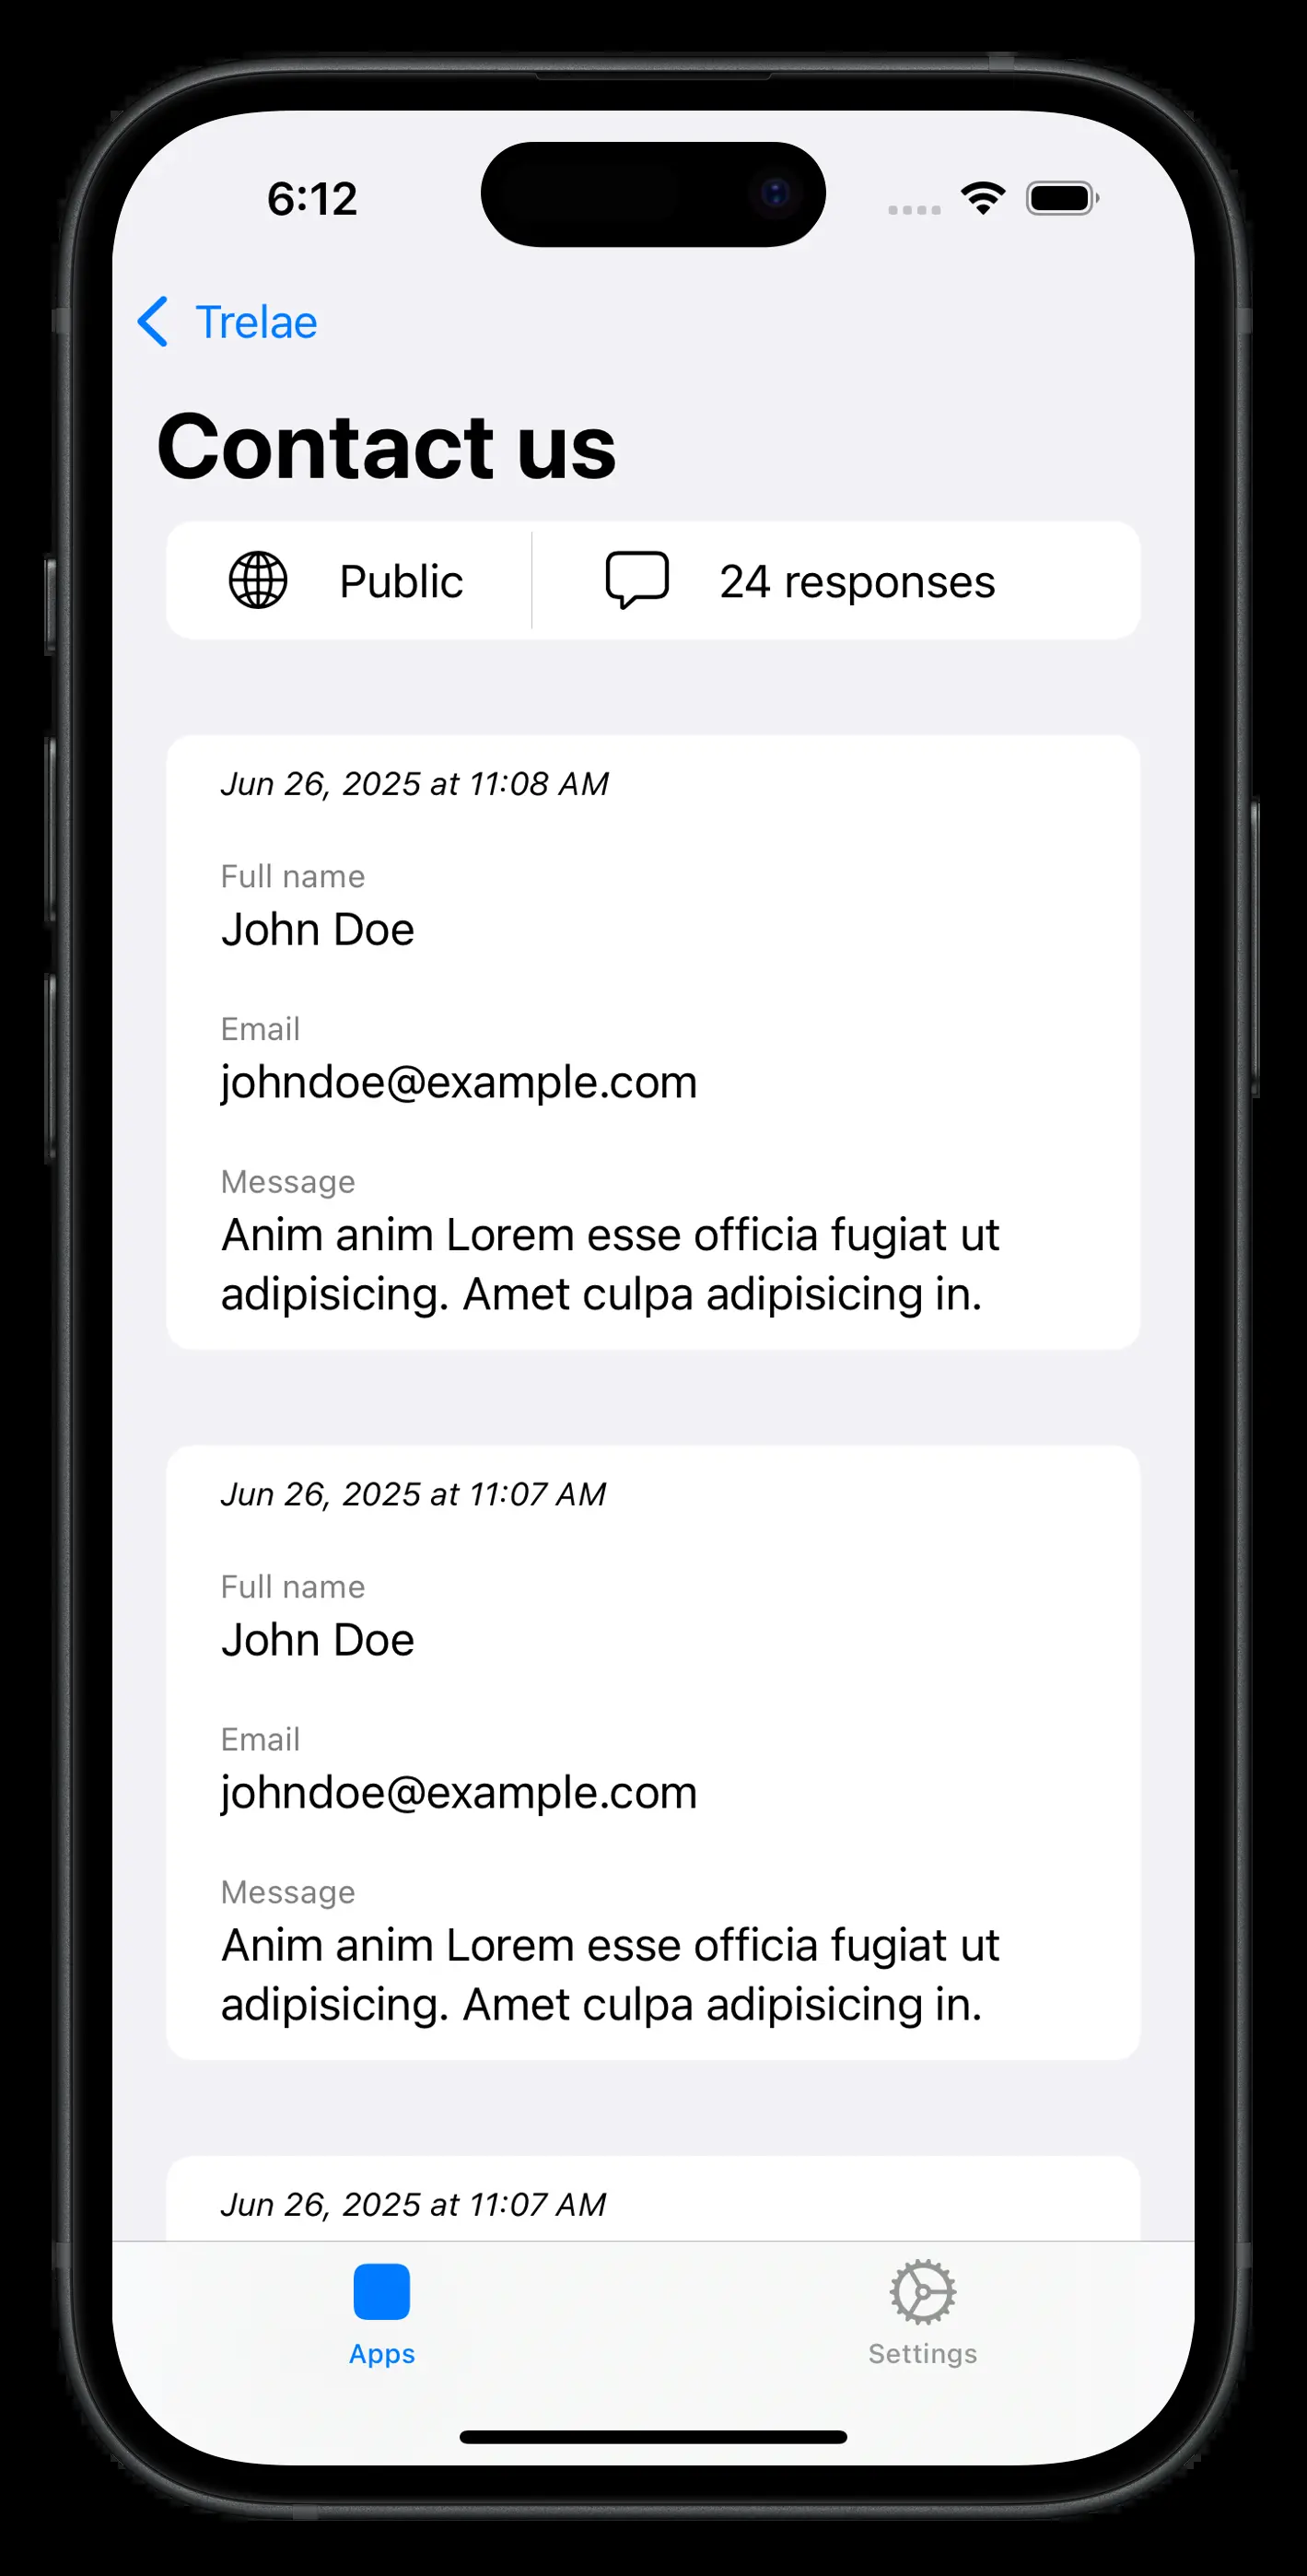 6:12
Trelae
Contact us
Public
24 responses
Jun 26, 2025 at 11:08 AM
Full name
John Doe
Email
johndoe@example.com
Message
Anim anim Lorem esse officia fugiat ut
adipisicing. Amet culpa adipisicing in.
Jun 26, 2025 at 11:07 AM
Full name
John Doe
Email
johndoe@example.com
Message
Anim anim Lorem esse officia fugiat ut
adipisicing. Amet culpa adipisicing in.
Jun 26, 2025 at 11:07 AM
Apps
Settings